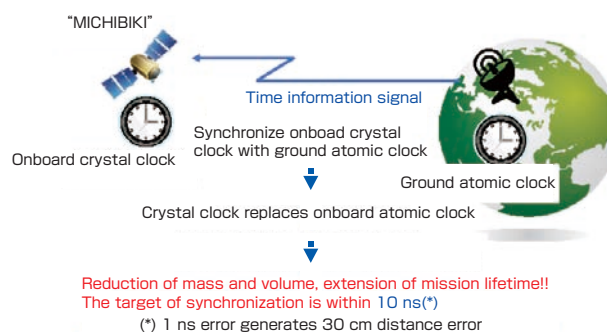 "MICHIBIKI"
Time information signal
Synchronize onboad crystal
clock with ground atomic clock
Onboard crystal clock
Ground atomic clock
Crystal clock replaces onboard atomic clock
Reduction of mass and volume, extension of mission lifetime!!
The target of synchronization is within 10 ns(*)
(*) 1 ns error generates 30 cm distance error